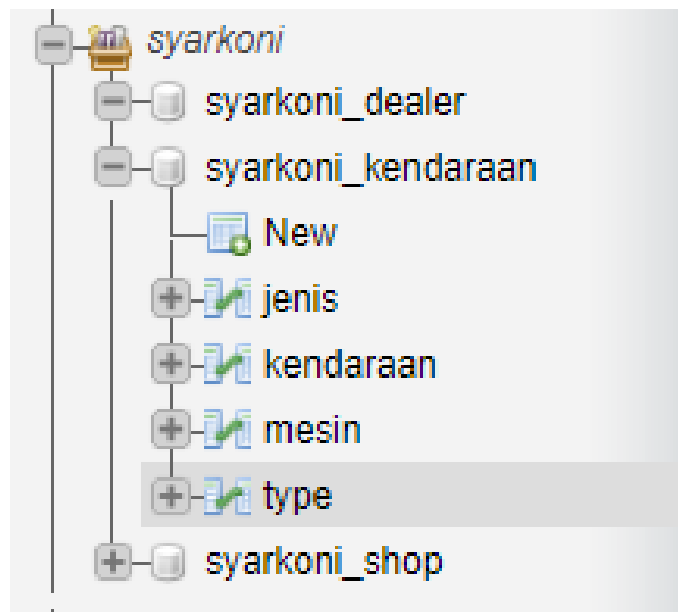 syarkoni
syarkoni_dealer
syarkoni_kendaraan
New
jenis
kendaraan
mesin
type
syarkoni_shop